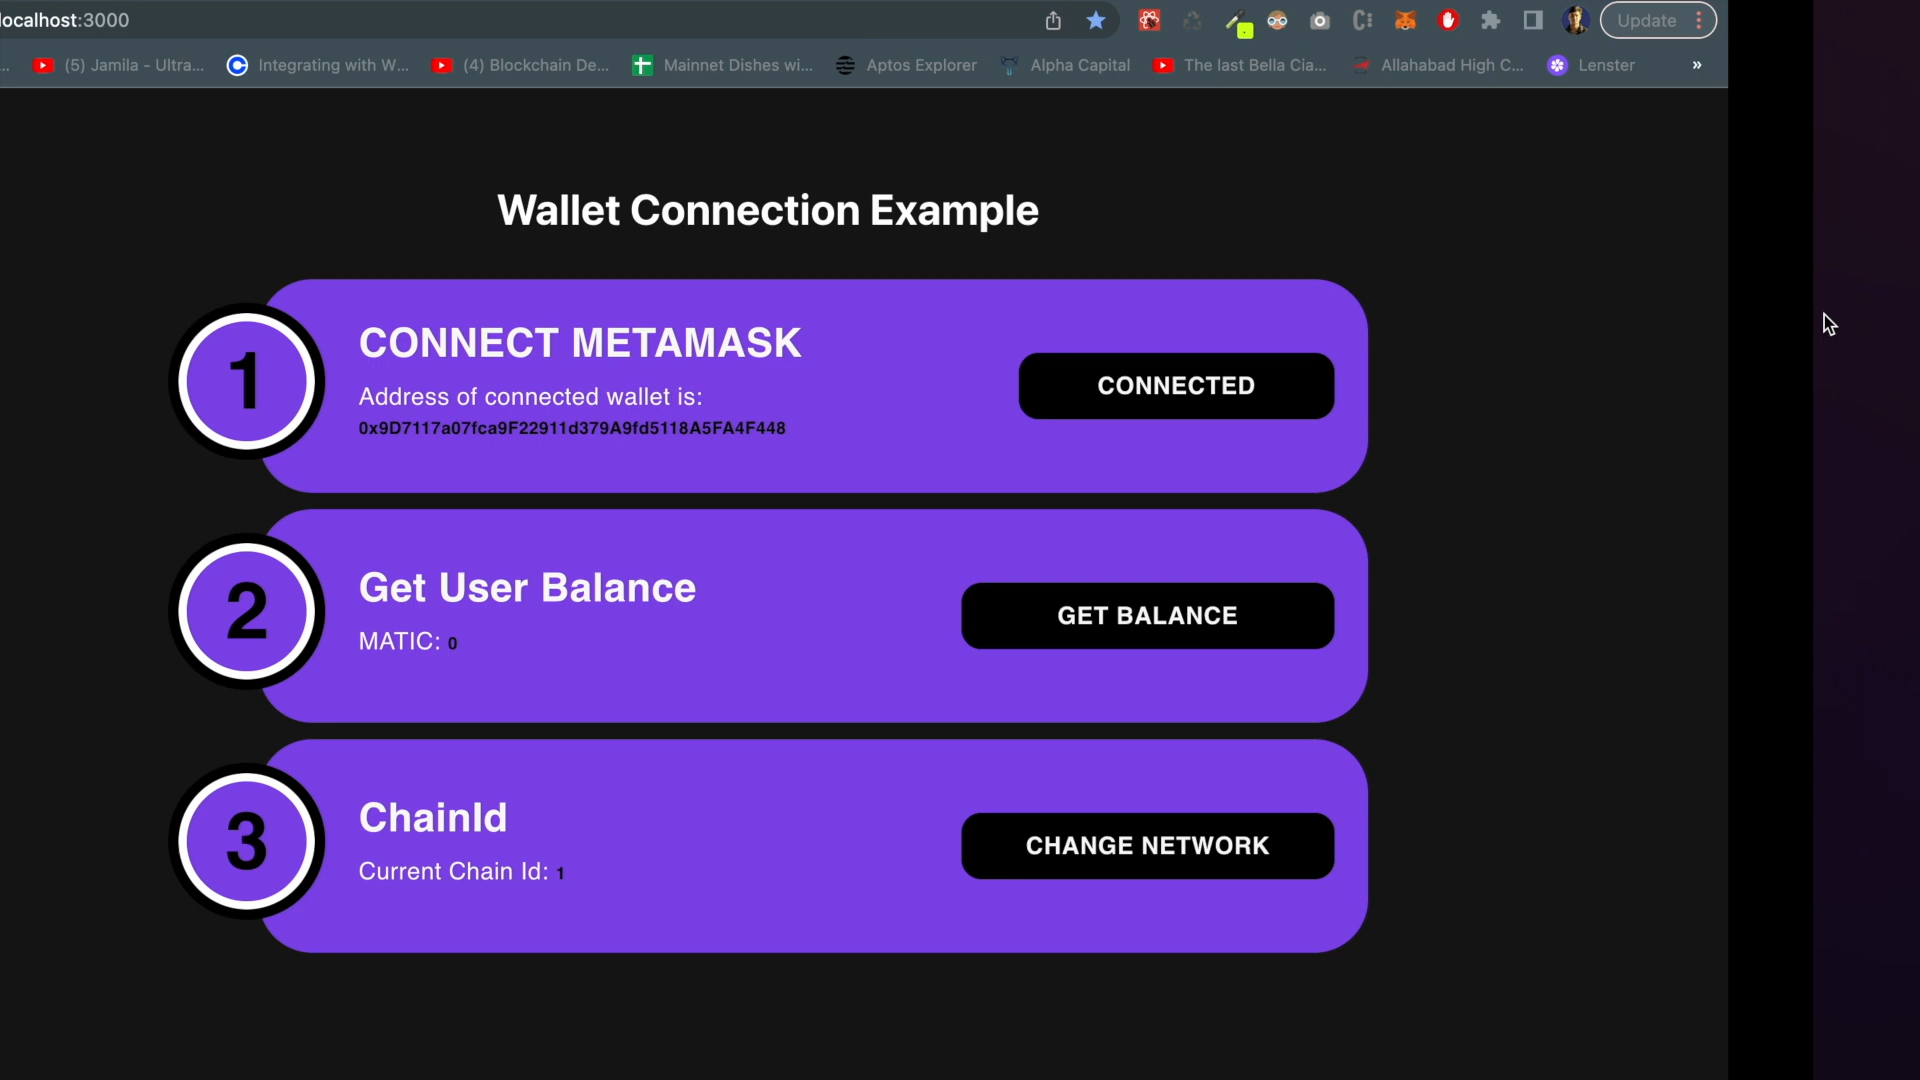 localhost:3000
Update
(5) Jamila - Ultra...
Integrating with W...
(4) Blockchain De...
Mainnet Dishes wi...
Aptos Explorer
Alpha Capital
The last Bella Cia...
Allahabad High C...
Lenster
»
Wallet Connection Example
1
CONNECT METAMASK
Address of connected wallet is:
0x9D7117a07fca9F22911d379A9fd5118A5FA4F448
CONNECTED
2
Get User Balance
MATIC: 0
GET BALANCE
3
ChainId
Current Chain Id: 1
CHANGE NETWORK